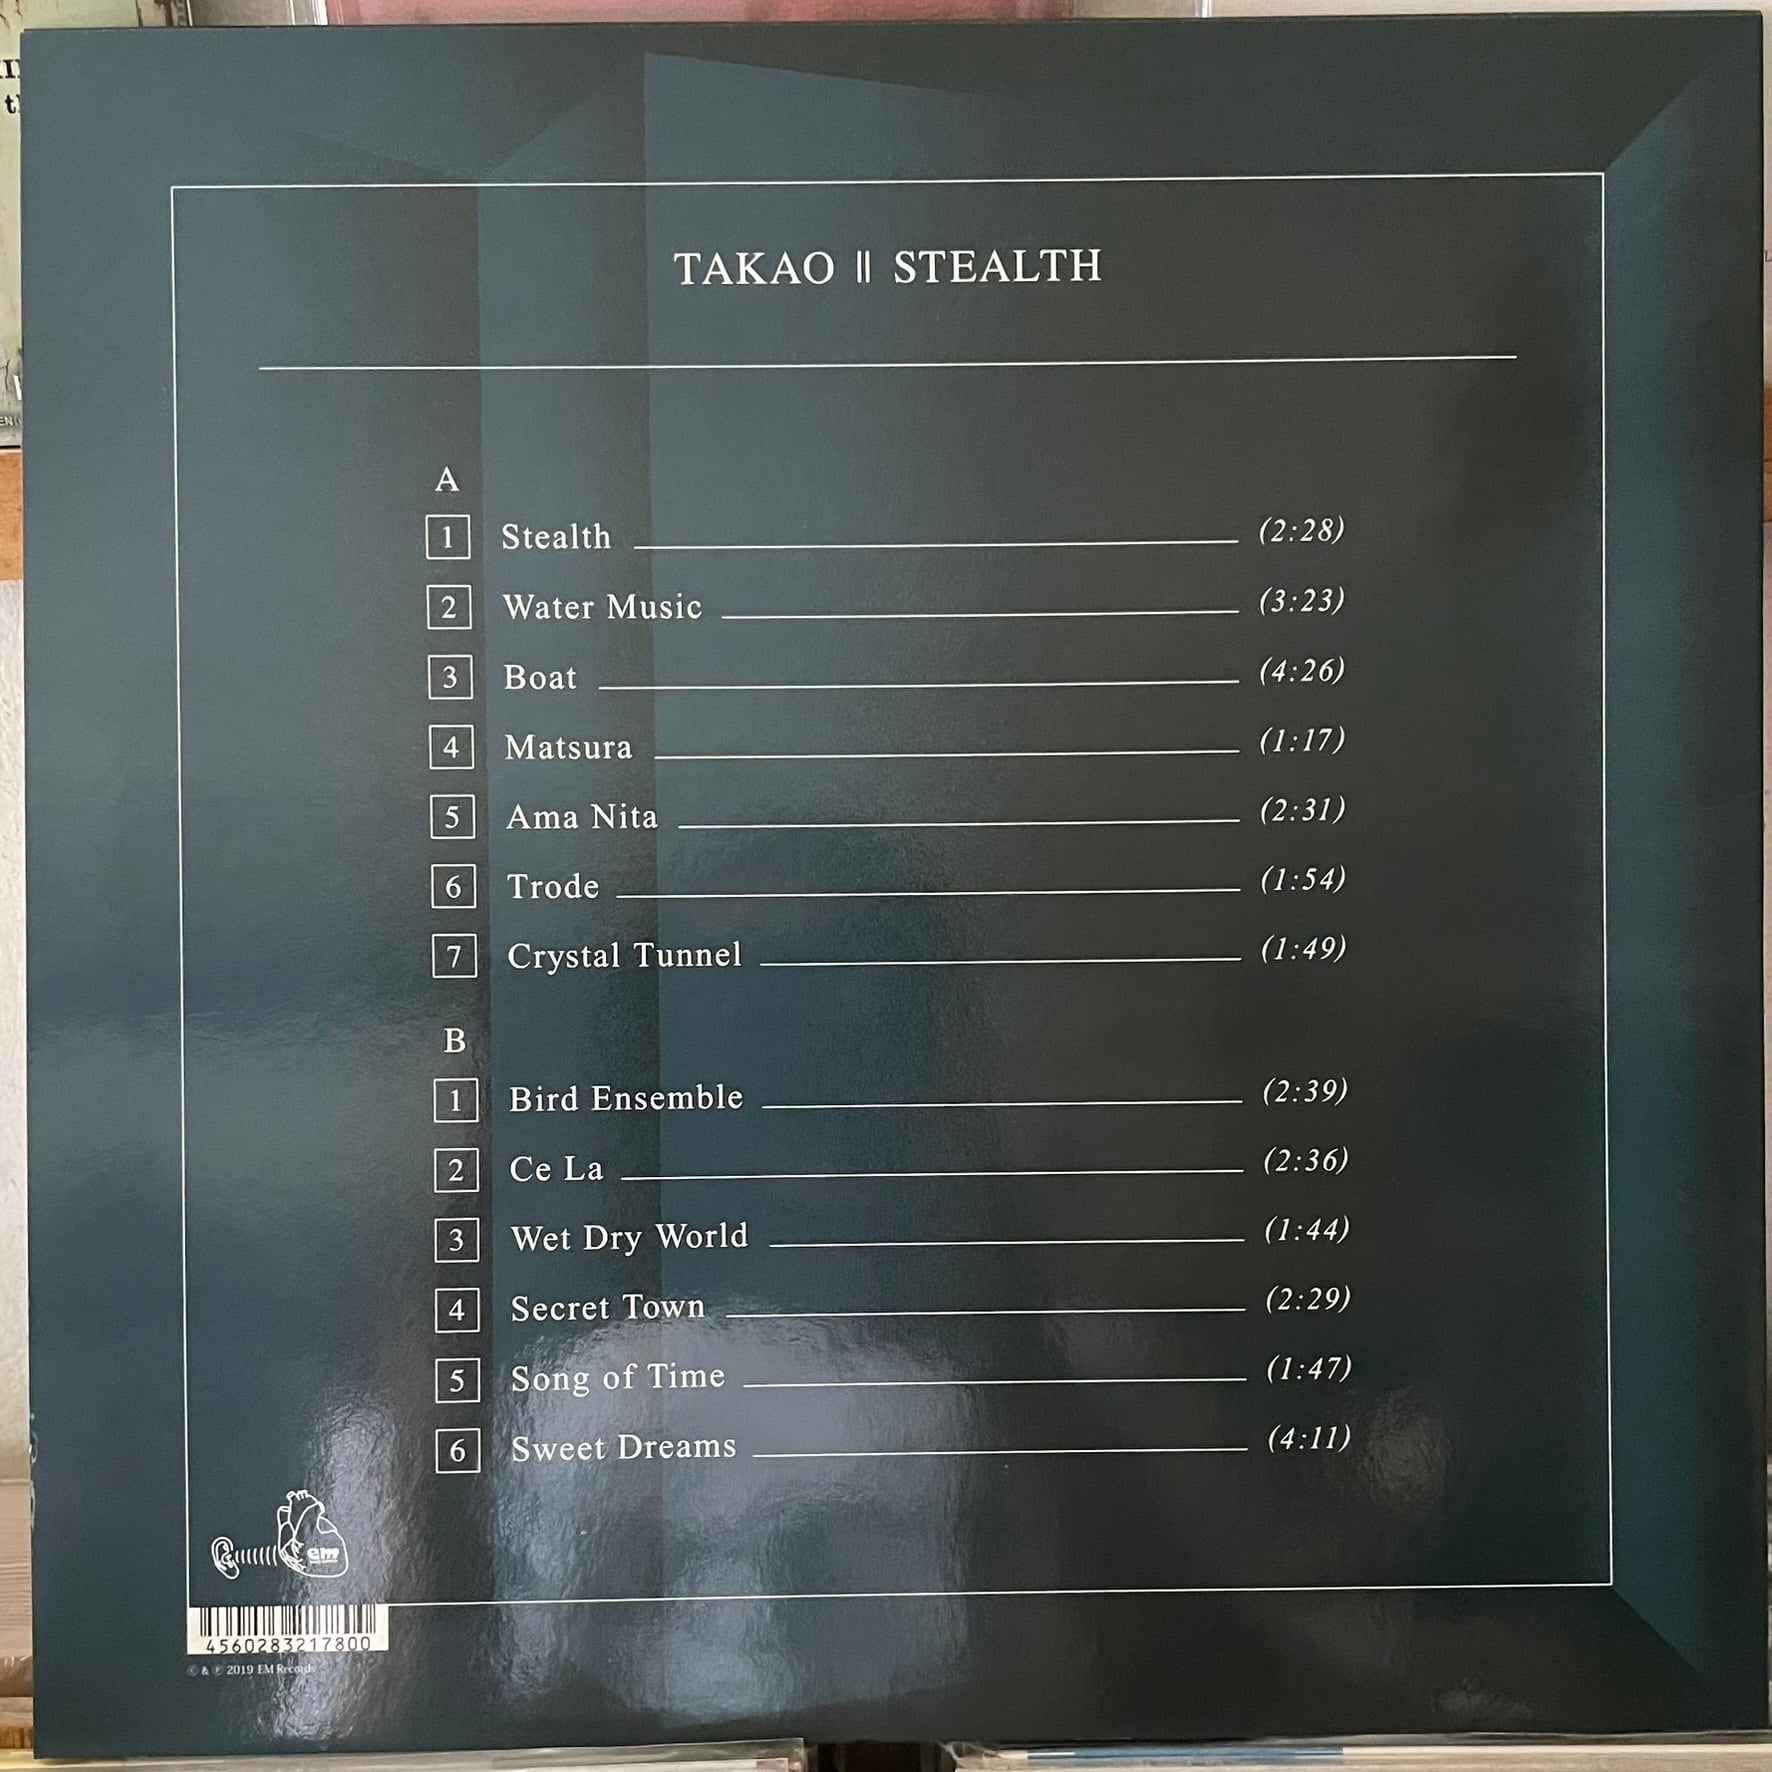 TAKAO || STEALTH
A
1 Stealth (2:28)
2 Water Music (3:23)
3 Boat (4:26)
4 Matsura (1:17)
5 Ama Nita (2:31)
6 Trode (1:54)
7 Crystal Tunnel (1:49)
B
1 Bird Ensemble (2:39)
2 Ce La (2:36)
3 Wet Dry World (1:44)
4 Secret Town (2:29)
5 Song of Time (1:47)
6 Sweet Dreams (4:11)
em
4560283217800
© & ℗ 2019 EM Records